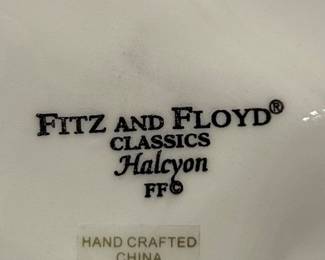 FITZ AND FLOYD®
CLASSICS
Halcyon
FF©
HAND CRAFTED
CHINA